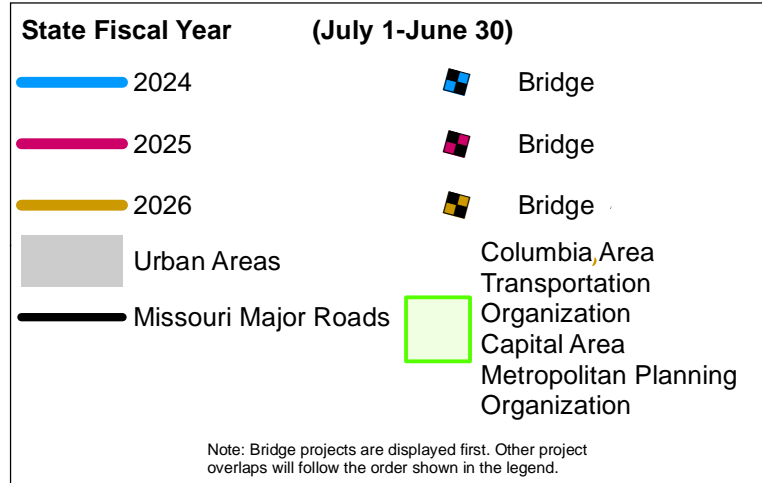 State Fiscal Year (July 1-June 30)
2024 Bridge
2025 Bridge
2026 Bridge
Urban Areas
Missouri Major Roads
Columbia,Area
Transportation
Organization
Capital Area
Metropolitan Planning
Organization
Note: Bridge projects are displayed first. Other project
overlaps will follow the order shown in the legend.